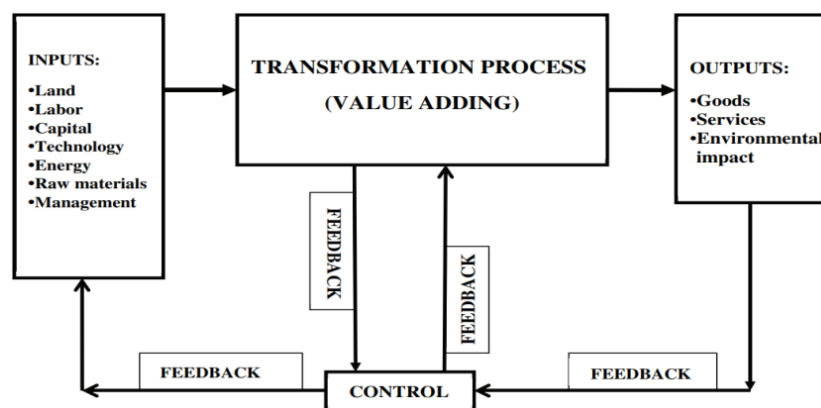 INPUTS:
•Land
•Labor
•Capital
•Technology
•Energy
•Raw materials
•Management
TRANSFORMATION PROCESS
(VALUE ADDING)
OUTPUTS:
•Goods
•Services
•Environmental
impact
FEEDBACK
FEEDBACK
FEEDBACK
CONTROL
FEEDBACK